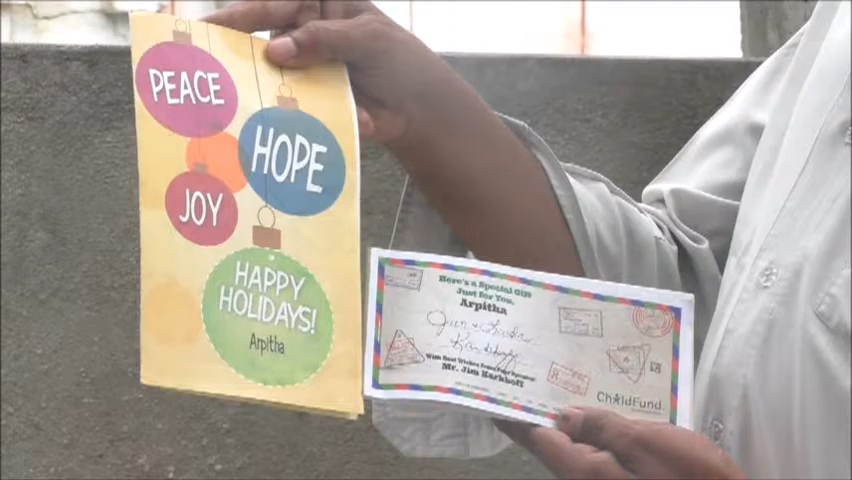 PEACE
HOPE
JOY
HAPPY
HOLIDAYS!
Arpitha
Here's a Special Gift
Just for You,
Arpitha
With Best Wishes From Your Sponsor
Mr. Jim Karkhoff
ChildFund